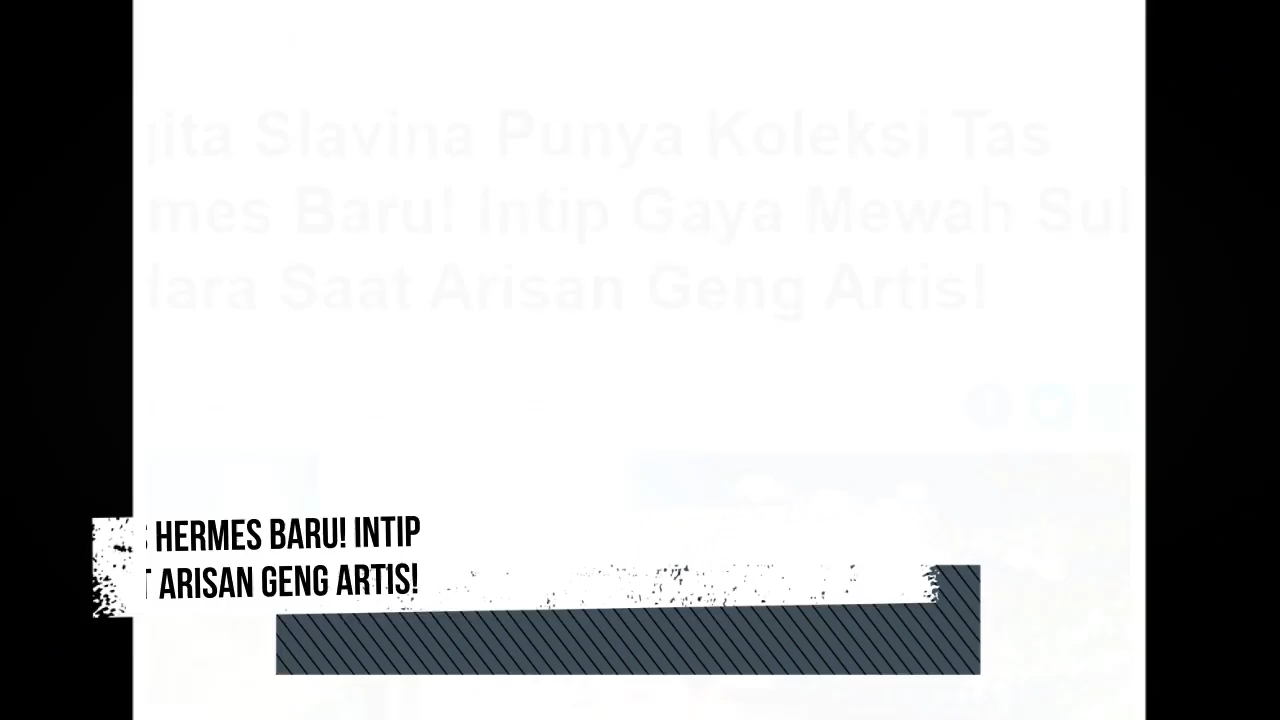 gita Slavina Punya Koleksi Tas
mes Baru! Intip Gaya Mewah Sul
dara Saat Arisan Geng Artis!
HERMES BARU! INTIP
T ARISAN GENG ARTIS!